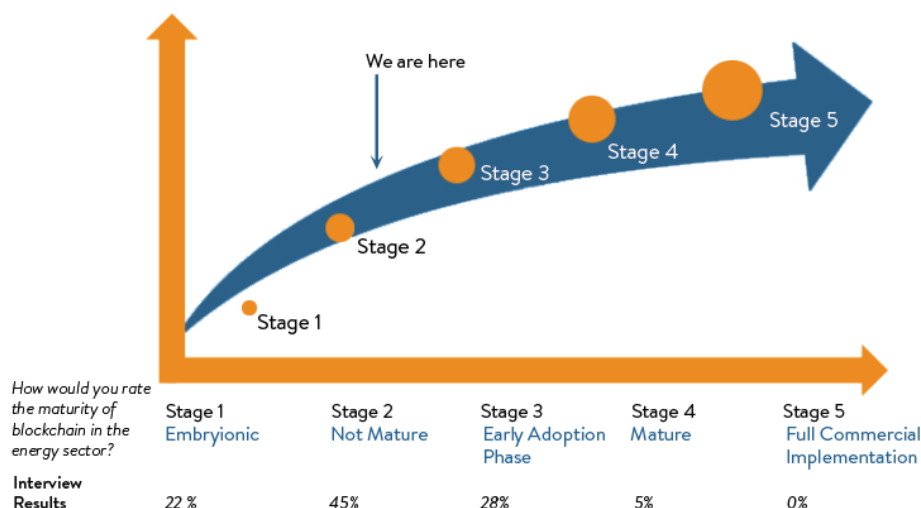 We are here
Stage 5
Stage 4
Stage 3
Stage 2
Stage 1
How would you rate
the maturity of
blockchain in the
energy sector?
Stage 1 Stage 2 Stage 3 Stage 4 Stage 5
Embryionic Not Mature Early Adoption Mature Full Commercial
Phase Implementation
Interview
Results 22 % 45% 28% 5% 0%